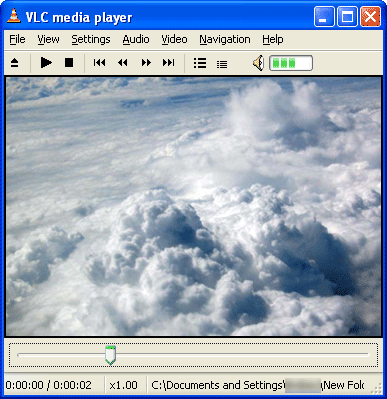 VLC media player
File View Settings Audio Video Navigation Help
0:00:00 / 0:00:02 x1.00 C:\Documents and Settings\ \New Fol